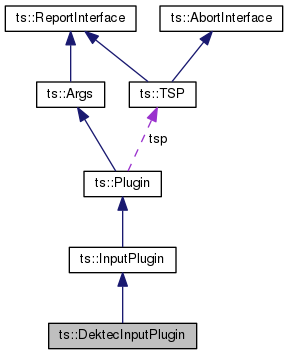 ts::ReportInterface
ts::AbortInterface
ts::Args
ts::TSP
tsp
ts::Plugin
ts::InputPlugin
ts::DektecInputPlugin